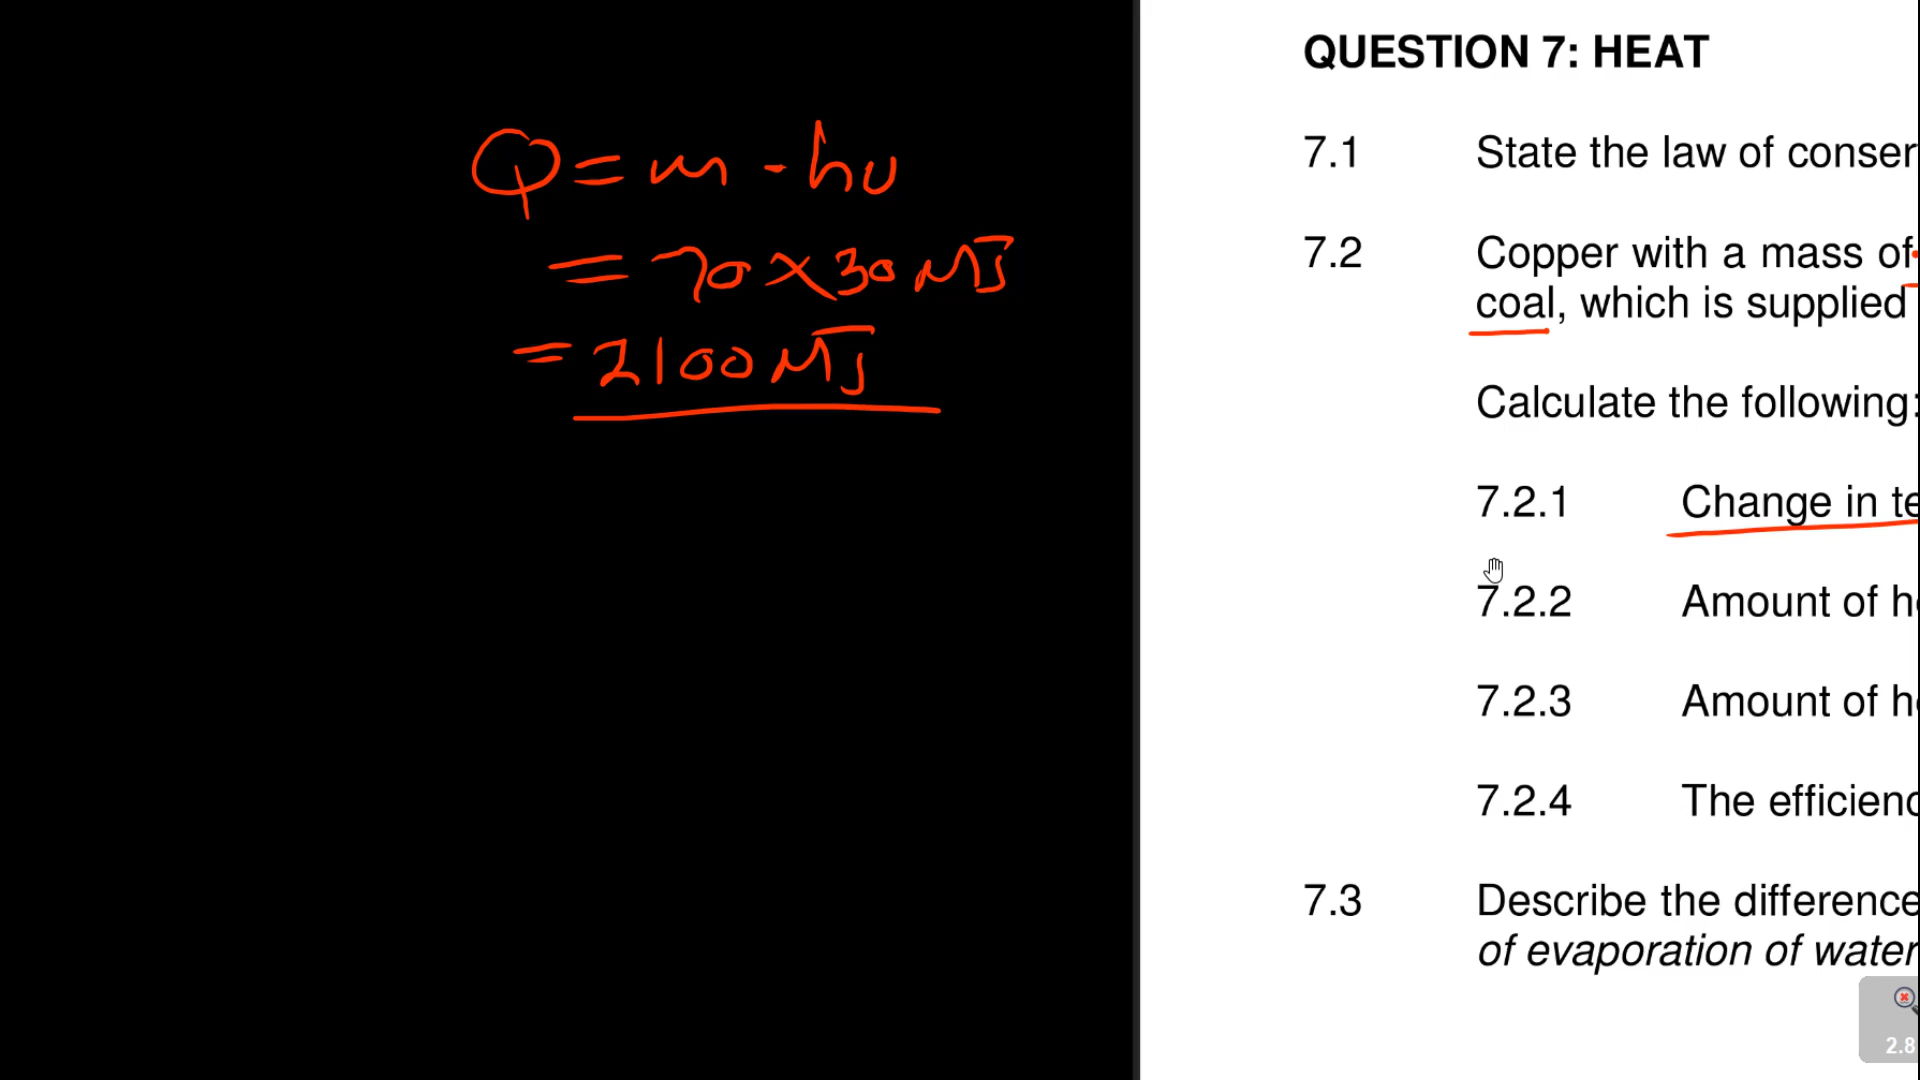 Q = m · hv
= 70 × 30 MJ
= 2100 MJ
QUESTION 7: HEAT
7.1 State the law of conser
7.2 Copper with a mass of
coal, which is supplied
Calculate the following:
7.2.1 Change in te
7.2.2 Amount of h
7.2.3 Amount of h
7.2.4 The efficienc
7.3 Describe the difference
of evaporation of water
2.8